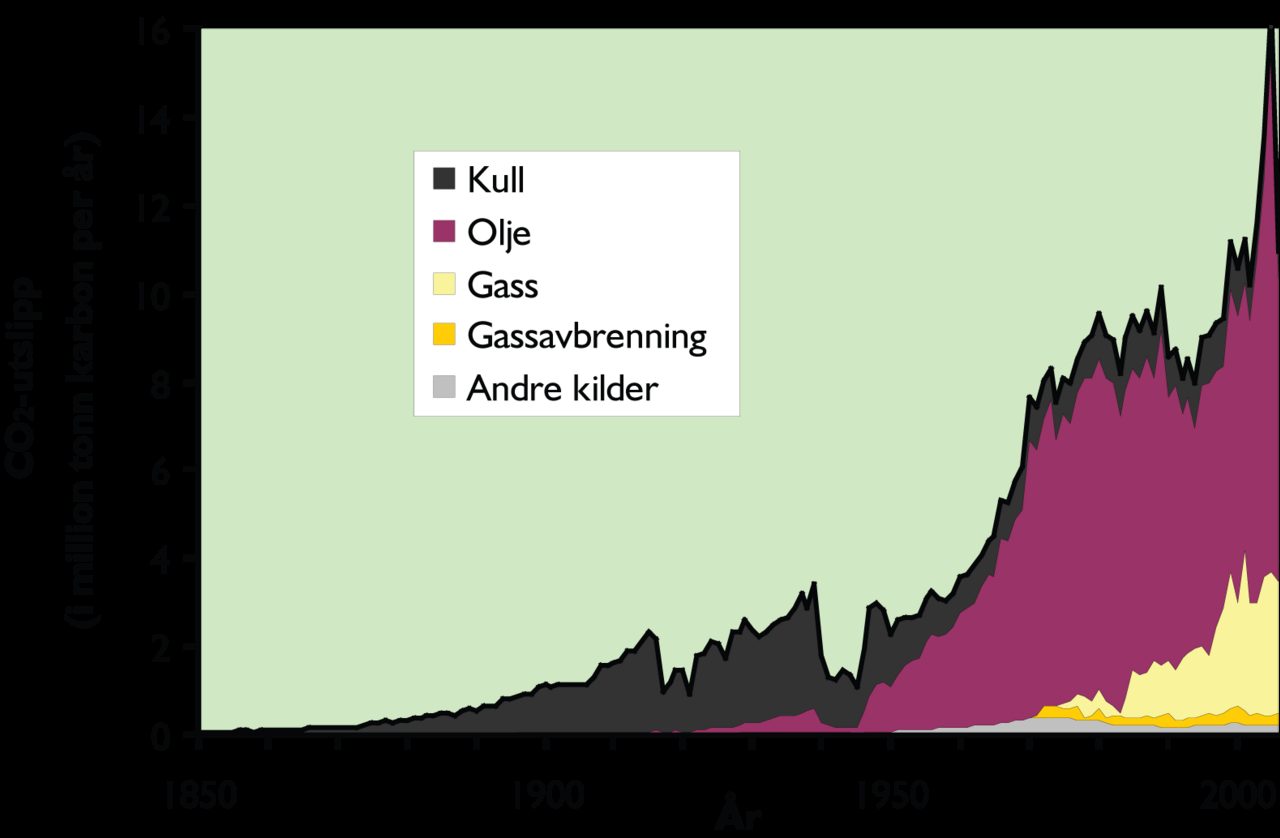 16
14
12
10
8
6
4
2
0
CO₂-utslipp
(i million tonn karbon per år)
Kull
Olje
Gass
Gassavbrenning
Andre kilder
1850
1900
1950
2000
År